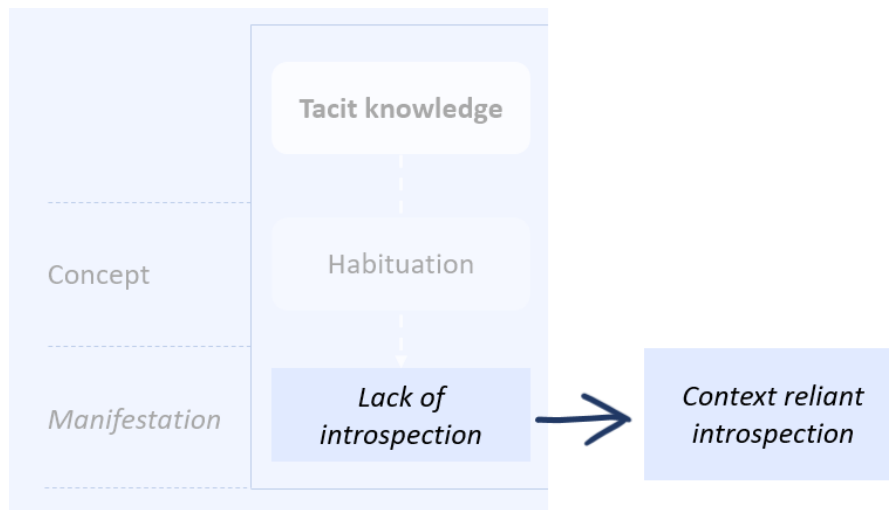 Tacit knowledge
Concept
Habituation
Manifestation
Lack of
introspection
Context reliant
introspection